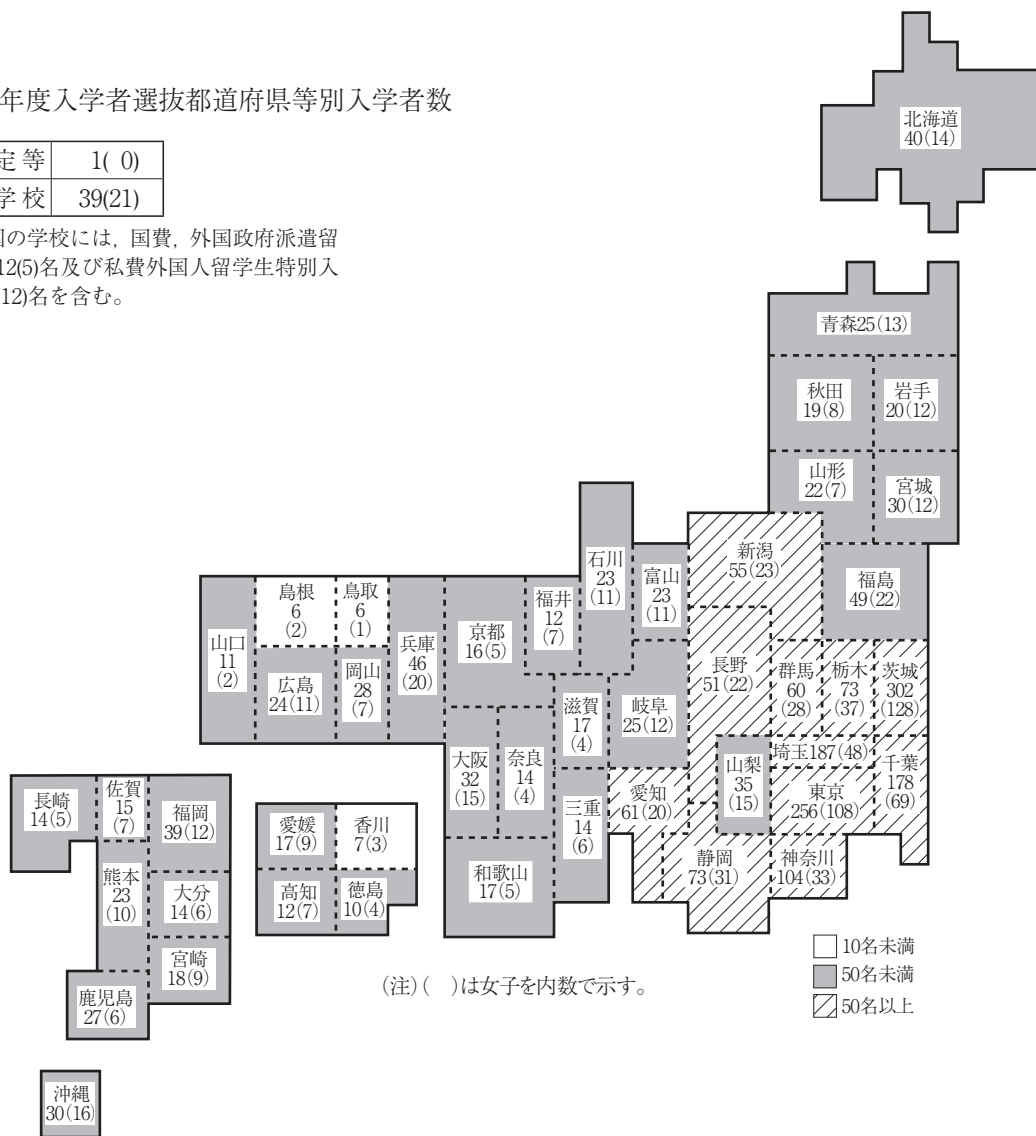 年度入学者選抜都道府県等別入学者数
定等 1( 0)
学校 39(21)
国の学校には, 国費, 外国政府派遣留
12(5)名及び私費外国人留学生特別入
(12)名を含む。
北海道
40(14)
青森25(13)
秋田
19(8)
岩手
20(12)
山形
22(7)
宮城
30(12)
新潟
55(23)
福島
49(22)
石川
23
(11)
富山
23
(11)
福井
12
(7)
島根
6
(2)
鳥取
6
(1)
山口
11
(2)
広島
24(11)
岡山
28
(7)
兵庫
46
(20)
京都
16(5)
長野
51(22)
群馬
60
(28)
栃木
73
(37)
茨城
302
(128)
滋賀
17
(4)
岐阜
25(12)
埼玉187(48)
山梨
35
(15)
東京
256(108)
千葉
178
(69)
大阪
32
(15)
奈良
14
(4)
三重
14
(6)
愛知
61(20)
静岡
73(31)
神奈川
104(33)
和歌山
17(5)
長崎
14(5)
佐賀
15
(7)
福岡
39(12)
熊本
23
(10)
大分
14(6)
宮崎
18(9)
鹿児島
27(6)
愛媛
17(9)
香川
7(3)
高知
12(7)
徳島
10(4)
沖縄
30(16)
(注)( )は女子を内数で示す。
10名未満
50名未満
50名以上